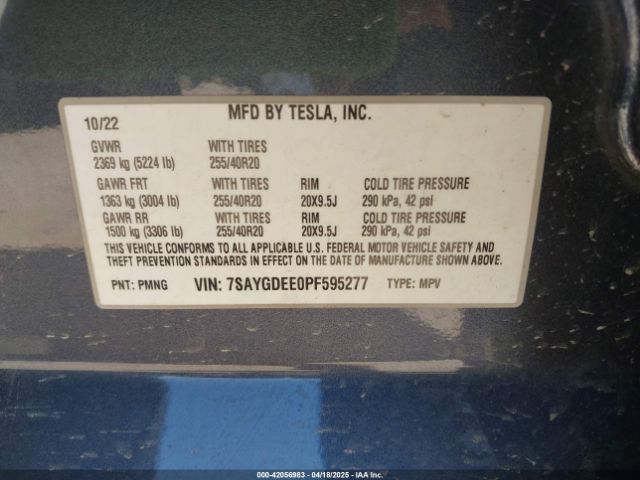 10/22
MFD BY TESLA, INC.
GVWR WITH TIRES
2369 kg (5224 lb) 255/40R20
GAWR FRT WITH TIRES RIM COLD TIRE PRESSURE
1363 kg (3004 lb) 255/40R20 20X9.5J 290 kPa, 42 psi
GAWR RR WITH TIRES RIM COLD TIRE PRESSURE
1500 kg (3306 lb) 255/40R20 20X9.5J 290 kPa, 42 psi
THIS VEHICLE CONFORMS TO ALL APPLICABLE U.S. FEDERAL MOTOR VEHICLE SAFETY AND
THEFT PREVENTION STANDARDS IN EFFECT ON THE DATE OF MANUFACTURE SHOWN ABOVE.
PNT: PMNG VIN: 7SAYGDEE0PF595277 TYPE: MPV
000-42056983 - 04/18/2025 - IAA Inc.